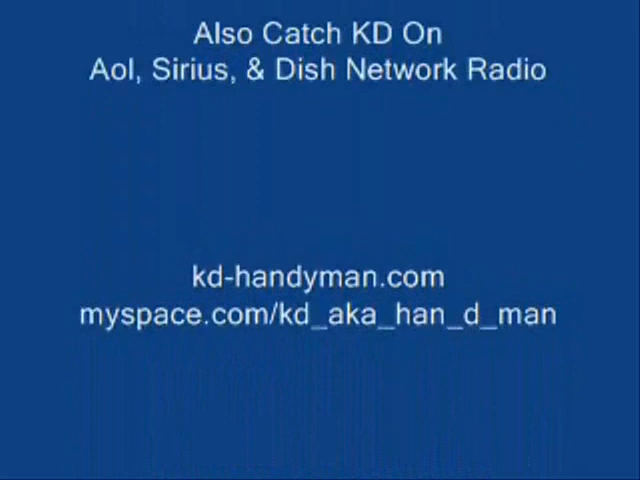 Also Catch KD On
Aol, Sirius, & Dish Network Radio
kd-handyman.com
myspace.com/kd_aka_han_d_man